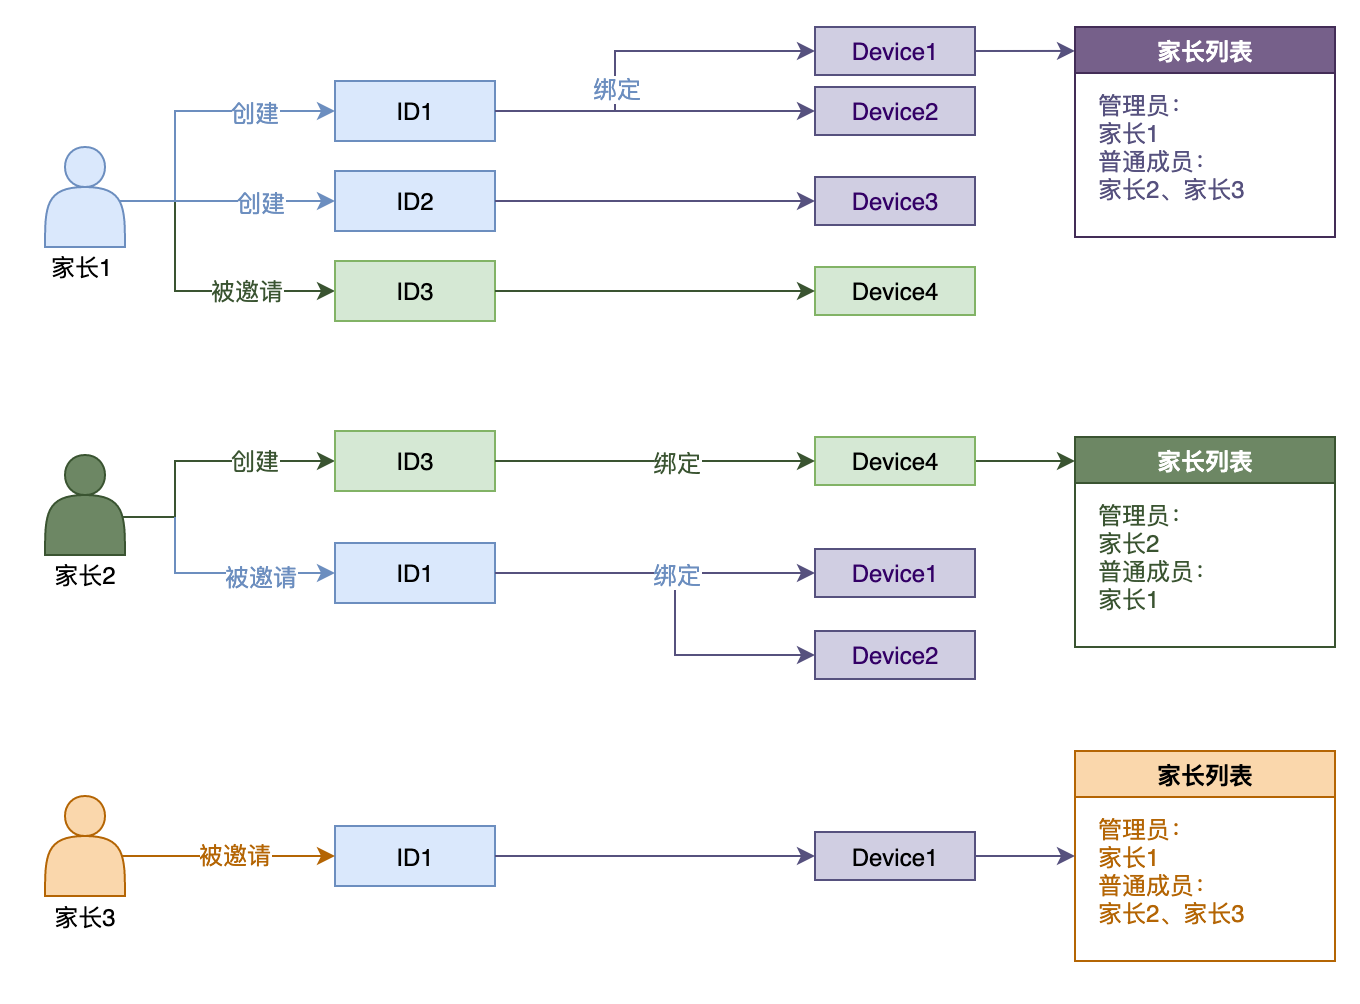 Device1
家长列表
绑定
创建
ID1
Device2
管理员：
家长1
普通成员：
家长2、家长3
创建
ID2
Device3
家长1
被邀请
ID3
Device4
创建
ID3
绑定
Device4
家长列表
管理员：
家长2
普通成员：
家长1
家长2
被邀请
ID1
绑定
Device1
Device2
家长列表
管理员：
家长1
普通成员：
家长2、家长3
被邀请
ID1
Device1
家长3